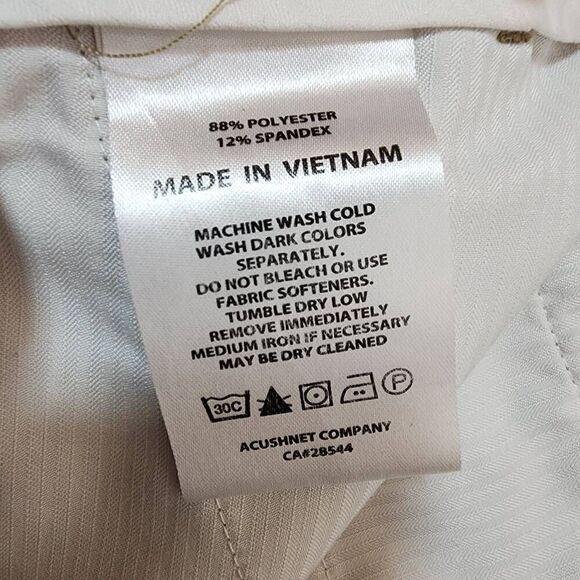 88% POLYESTER
12% SPANDEX
MADE IN VIETNAM
MACHINE WASH COLD
WASH DARK COLORS
SEPARATELY.
DO NOT BLEACH OR USE
FABRIC SOFTENERS.
TUMBLE DRY LOW
REMOVE IMMEDIATELY
MEDIUM IRON IF NECESSARY
MAY BE DRY CLEANED
30C P
ACUSHNET COMPANY
CA#28544